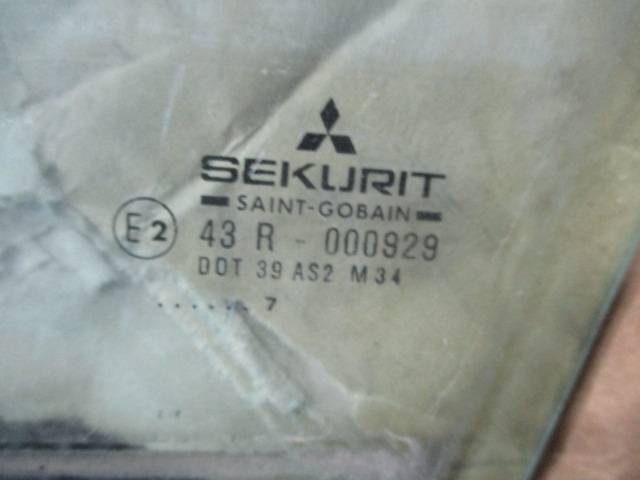 SEKURIT
SAINT-GOBAIN
E2 43 R - 000929
DOT 39 AS2 M34
...... 7